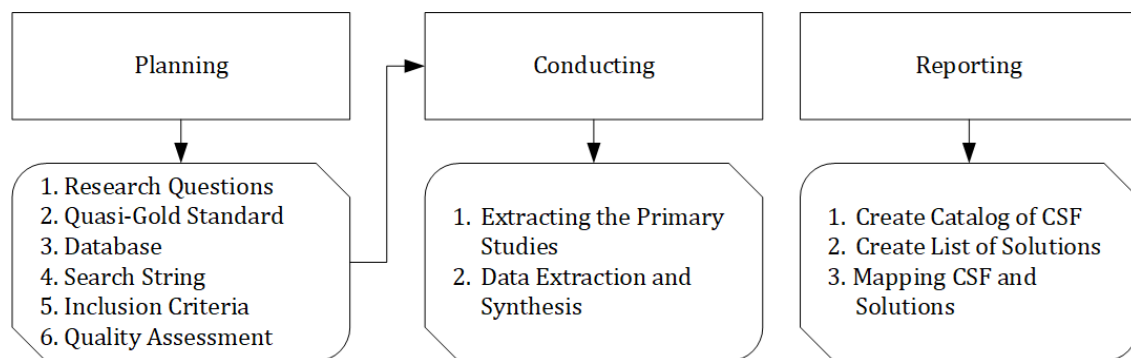 Planning
Conducting
Reporting
1. Research Questions
2. Quasi-Gold Standard
3. Database
4. Search String
5. Inclusion Criteria
6. Quality Assessment
1. Extracting the Primary
Studies
2. Data Extraction and
Synthesis
1. Create Catalog of CSF
2. Create List of Solutions
3. Mapping CSF and
Solutions